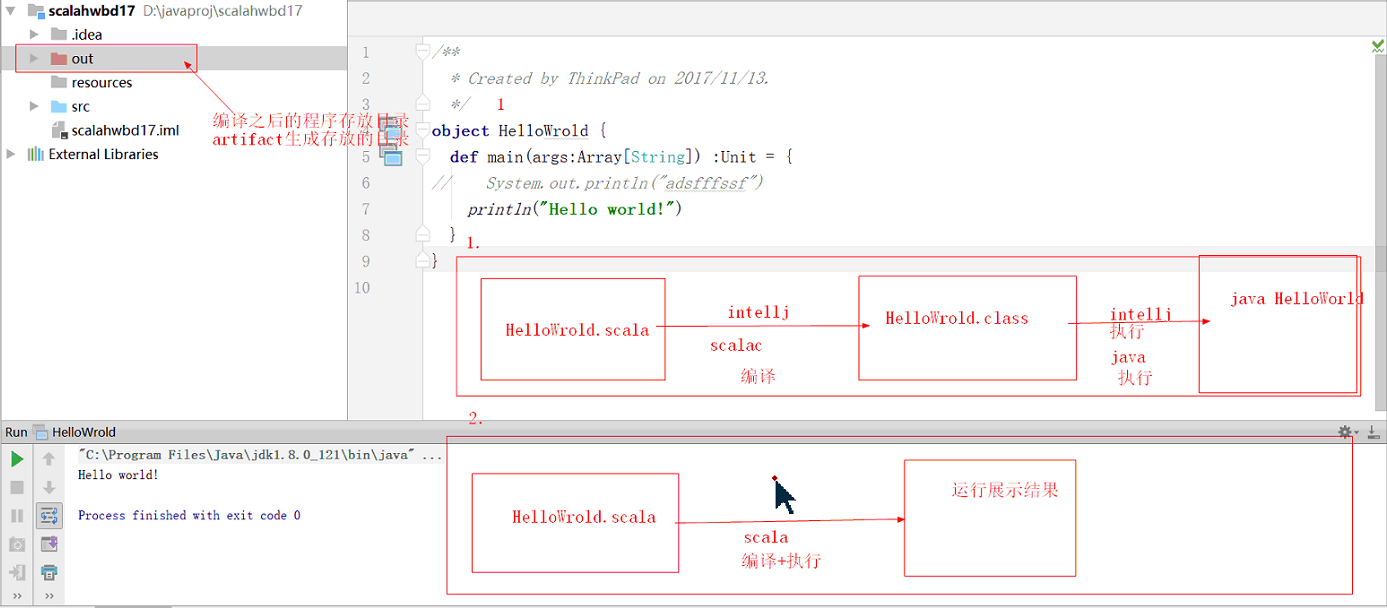 scalahwbd17 D:\javaproj\scalahwbd17
.idea
out
resources
src
scalahwbd17.iml
External Libraries
编译之后的程序存放目录
artifact生成存放的目录
1 /**
2 * Created by ThinkPad on 2017/11/13.
3 */ 1
object HelloWrold {
5 def main(args:Array[String]) :Unit = {
6 // System.out.println("adsfffssf")
7 println("Hello world!")
8 }
9 }
10
1.
HelloWrold.scala
intellj
scalac
编译
HelloWrold.class
intellj
执行
java
执行
java HelloWorld
2.
Run HelloWrold
"C:\Program Files\Java\jdk1.8.0_121\bin\java" ...
Hello world!
Process finished with exit code 0
HelloWrold.scala
scala
编译+执行
运行展示结果